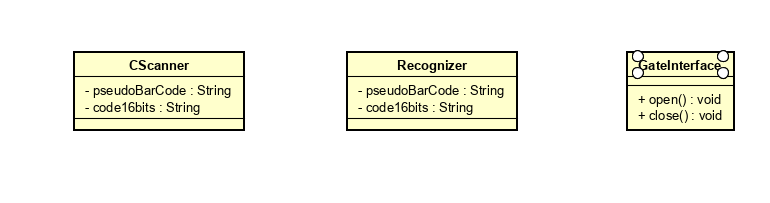 CScanner
- pseudoBarCode : String
- code16bits : String
Recognizer
- pseudoBarCode : String
- code16bits : String
GateInterface
+ open() : void
+ close() : void